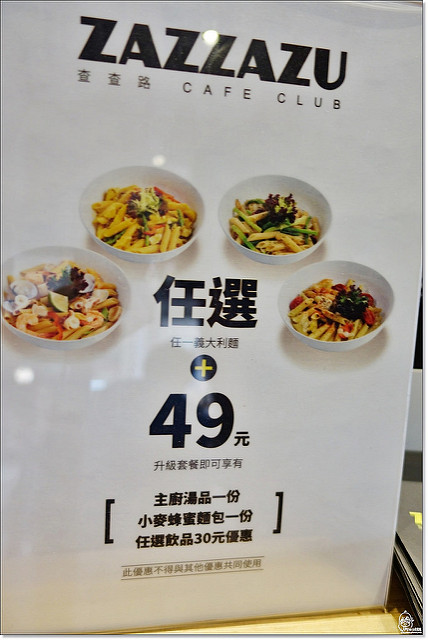 ZAZZAZU
查查路 CAFE CLUB
任選
任一義大利麵
+
49元
升級套餐即可享有
主廚湯品一份
小麥蜂蜜麵包一份
任選飲品30元優惠
此優惠不得與其他優惠共同使用